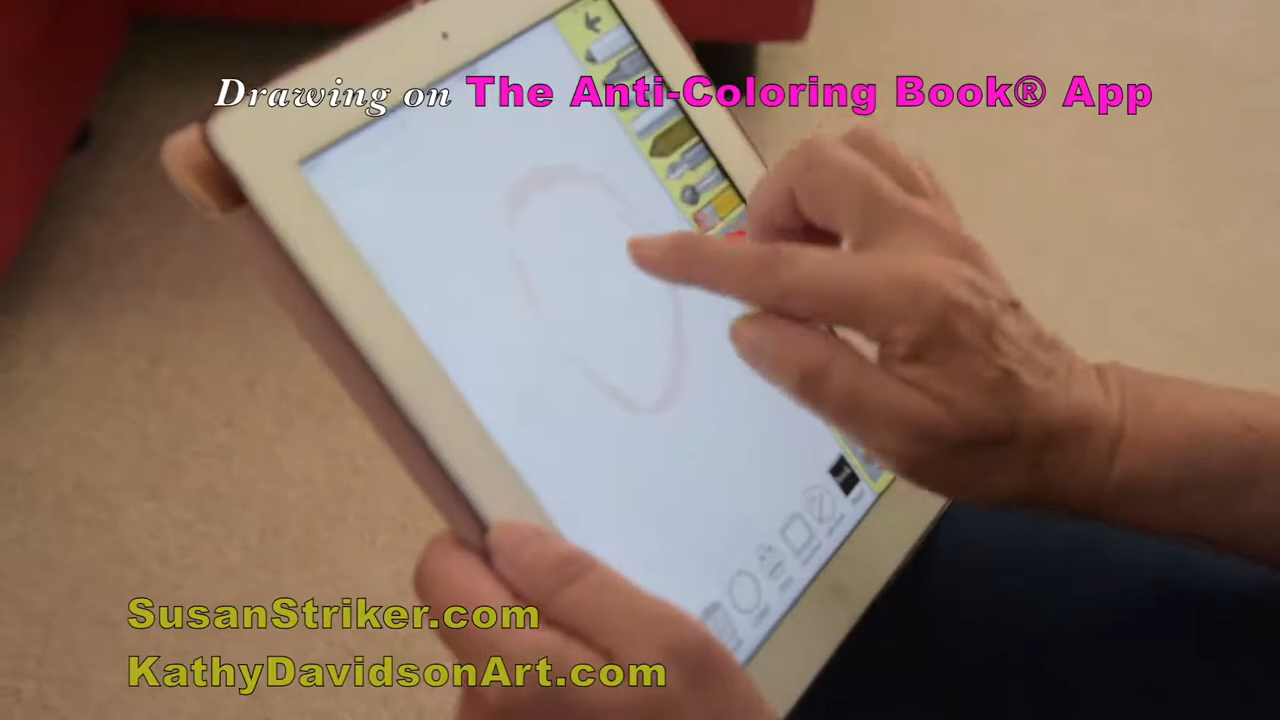 Drawing on The Anti-Coloring Book® App
SusanStriker.com
KathyDavidsonArt.com